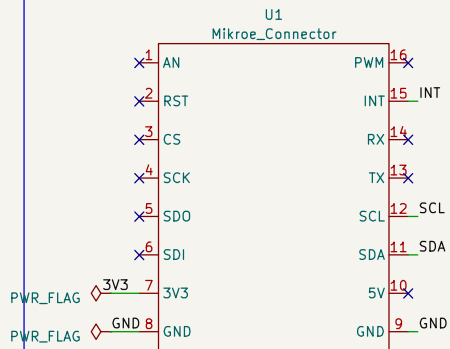 U1
Mikroe_Connector
1 AN PWM 16
2 RST INT 15 INT
3 CS RX 14
4 SCK TX 13
5 SDO SCL 12 SCL
6 SDI SDA 11 SDA
PWR_FLAG 3V3 7 3V3 5V 10
PWR_FLAG GND 8 GND GND 9 GND